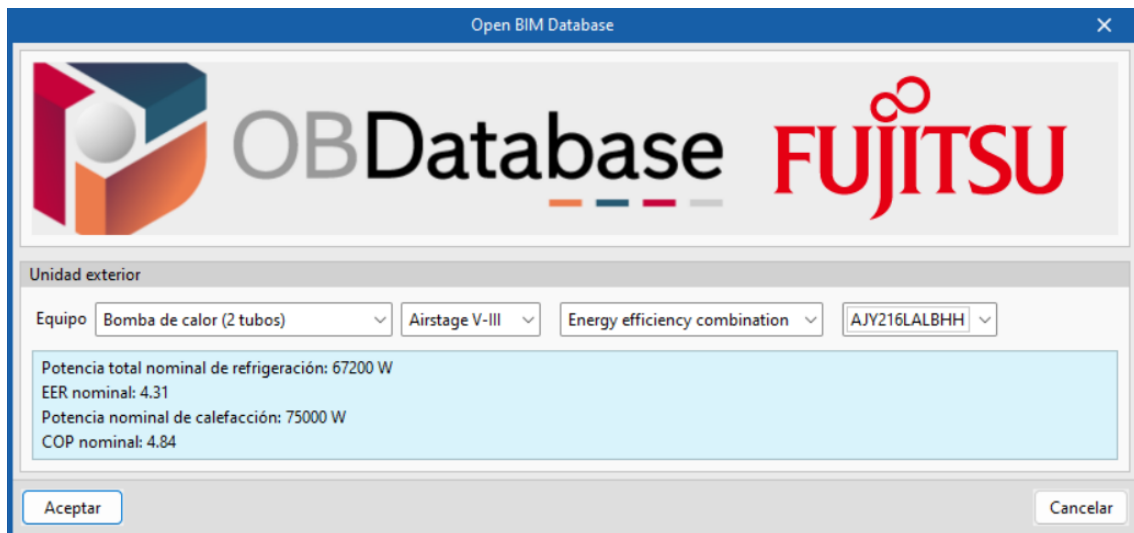 Open BIM Database
OBDatabase FUJITSU
Unidad exterior
Equipo Bomba de calor (2 tubos) Airstage V-III Energy efficiency combination AJY216LALBHH
Potencia total nominal de refrigeración: 67200 W
EER nominal: 4.31
Potencia nominal de calefacción: 75000 W
COP nominal: 4.84
Aceptar Cancelar